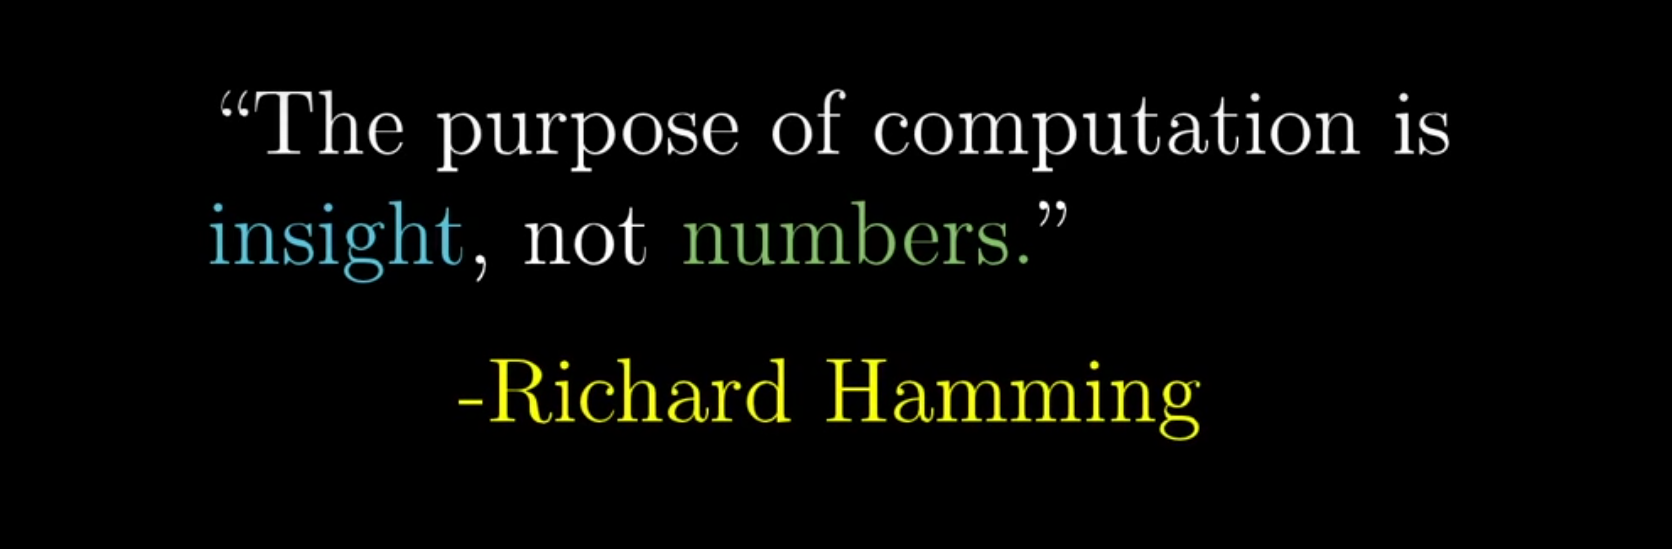 “The purpose of computation is
insight, not numbers.”
-Richard Hamming